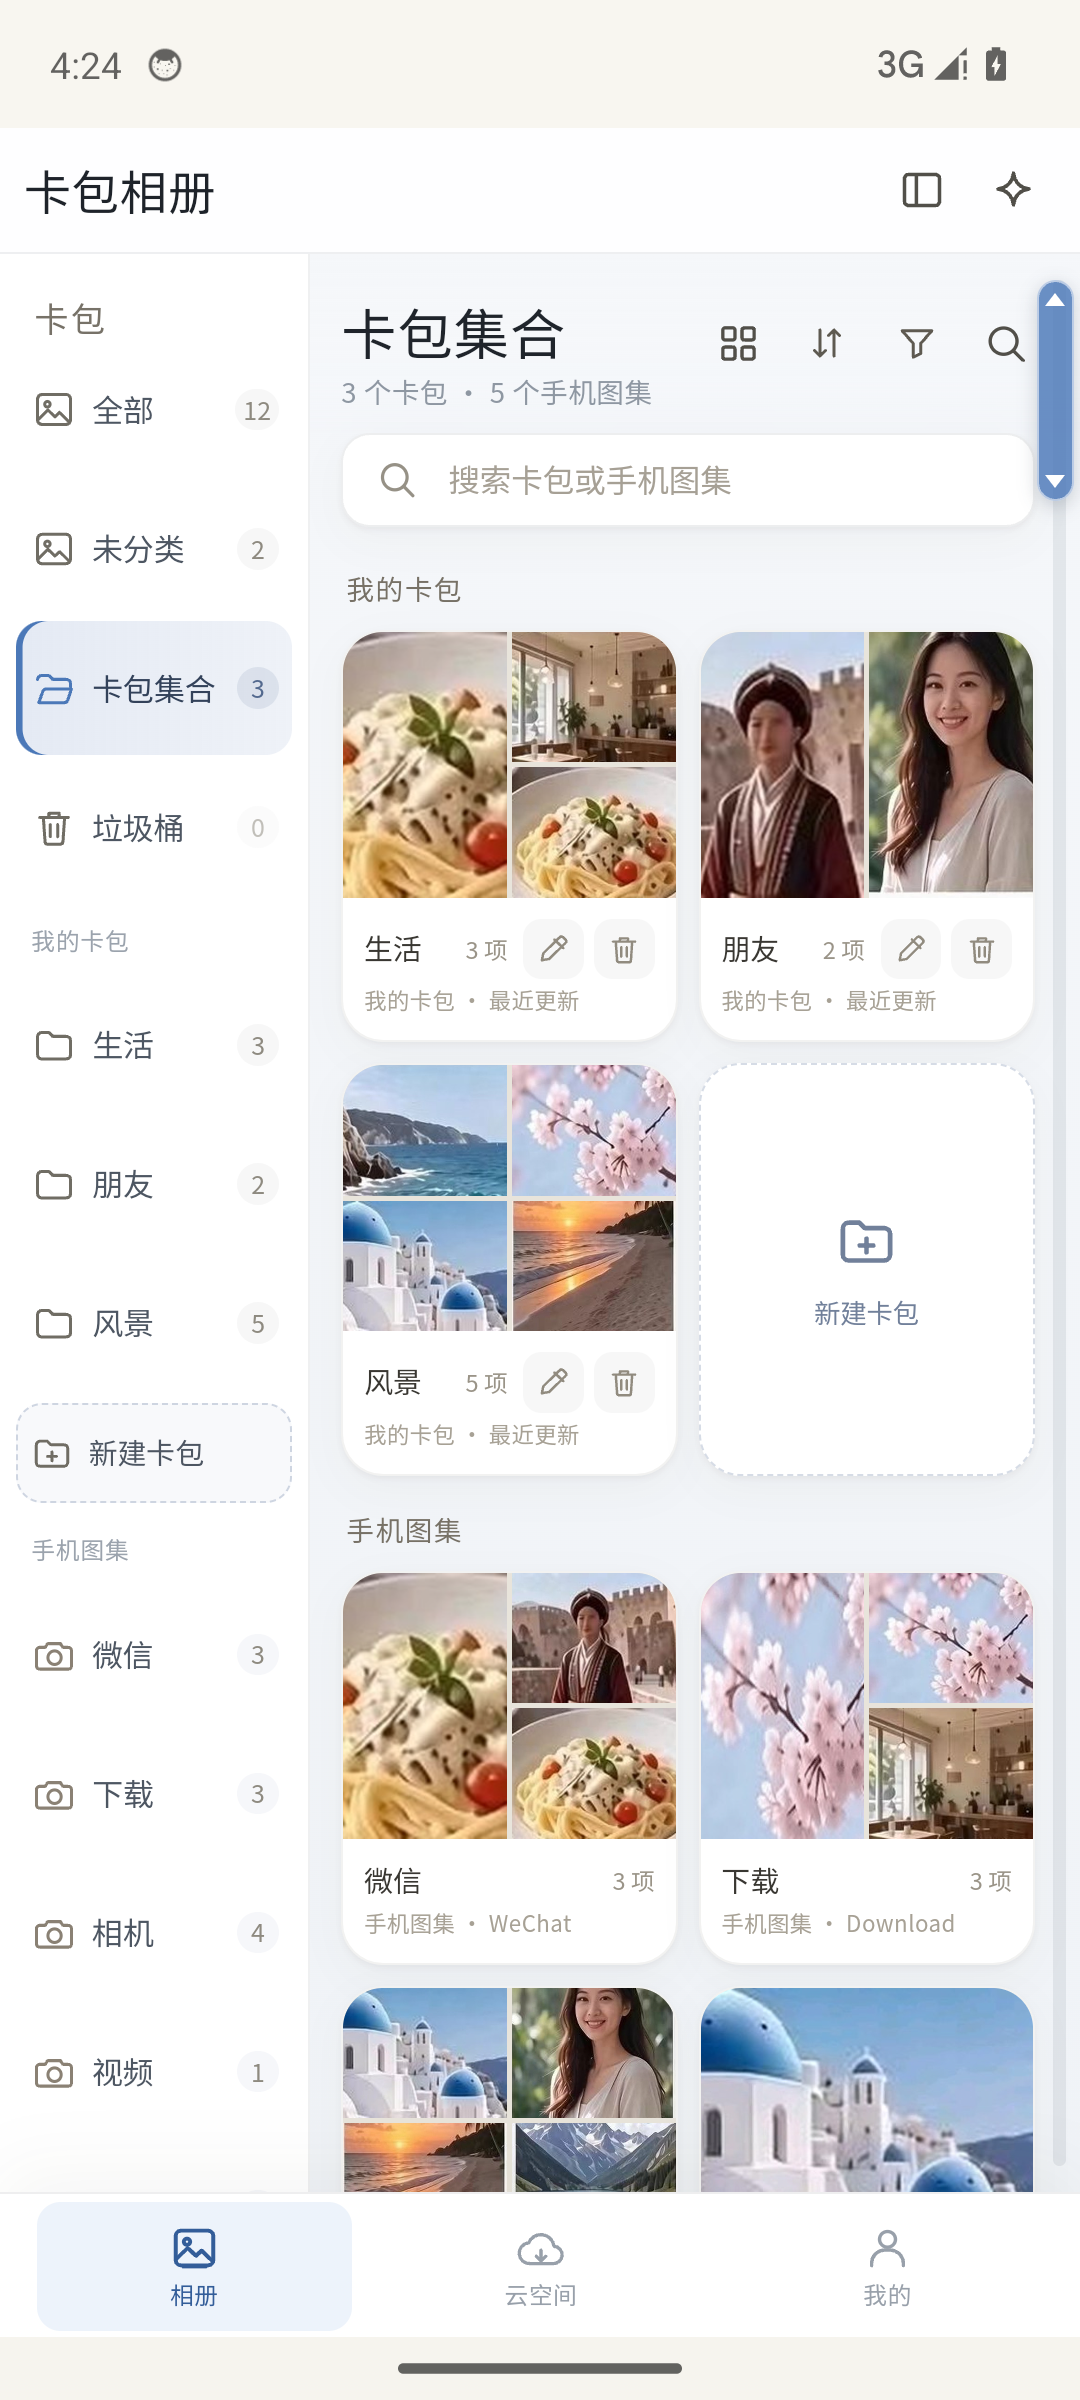 4:24
3G
卡包相册
卡包
全部 12
未分类 2
卡包集合 3
垃圾桶 0
我的卡包
生活 3
朋友 2
风景 5
新建卡包
手机图集
微信 3
下载 3
相机 4
视频 1
卡包集合
3 个卡包 • 5 个手机图集
搜索卡包或手机图集
我的卡包
生活 3 项
我的卡包 • 最近更新
朋友 2 项
我的卡包 • 最近更新
风景 5 项
我的卡包 • 最近更新
新建卡包
手机图集
微信 3 项
手机图集 • WeChat
下载 3 项
手机图集 • Download
相册
云空间
我的